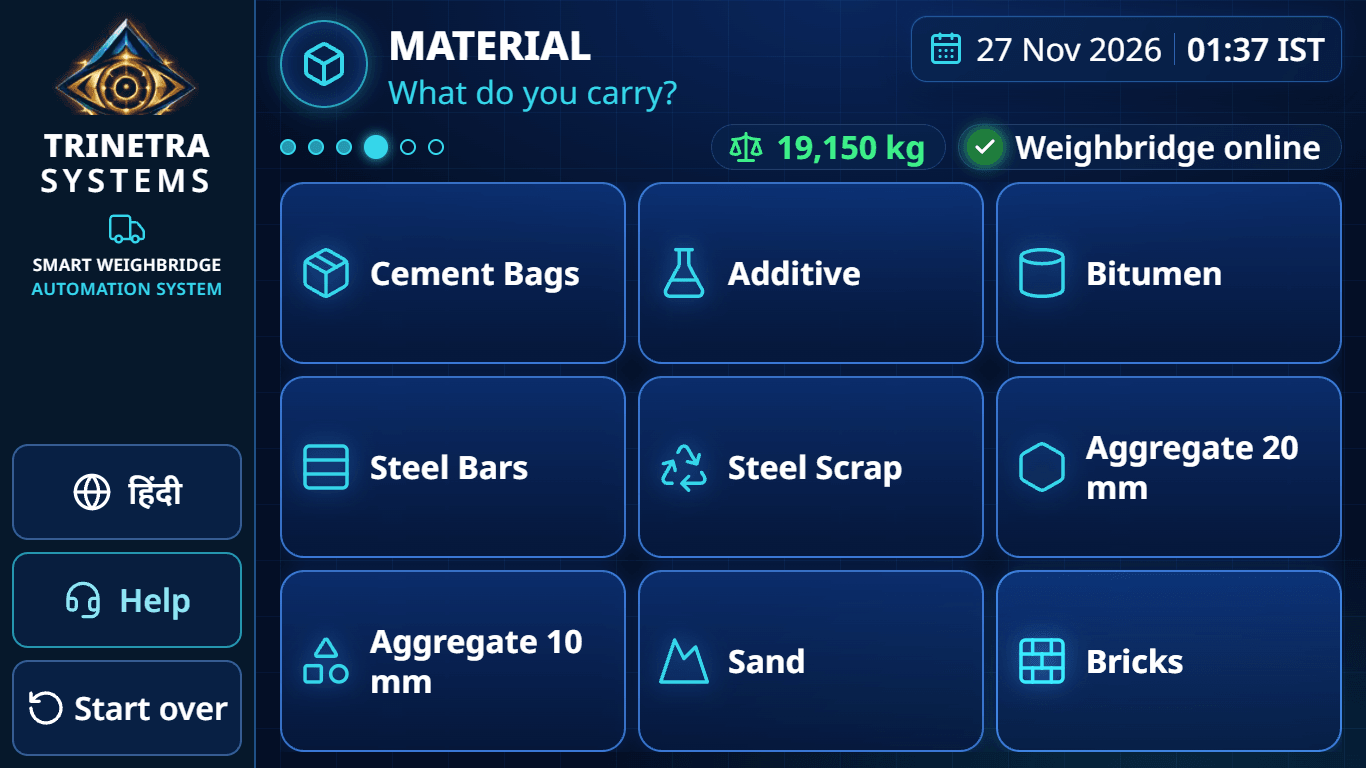 TRINETRA
SYSTEMS
SMART WEIGHBRIDGE
AUTOMATION SYSTEM
हिंदी
Help
Start over
MATERIAL
What do you carry?
27 Nov 2026 01:37 IST
19,150 kg
Weighbridge online
Cement Bags
Additive
Bitumen
Steel Bars
Steel Scrap
Aggregate 20
mm
Aggregate 10
mm
Sand
Bricks